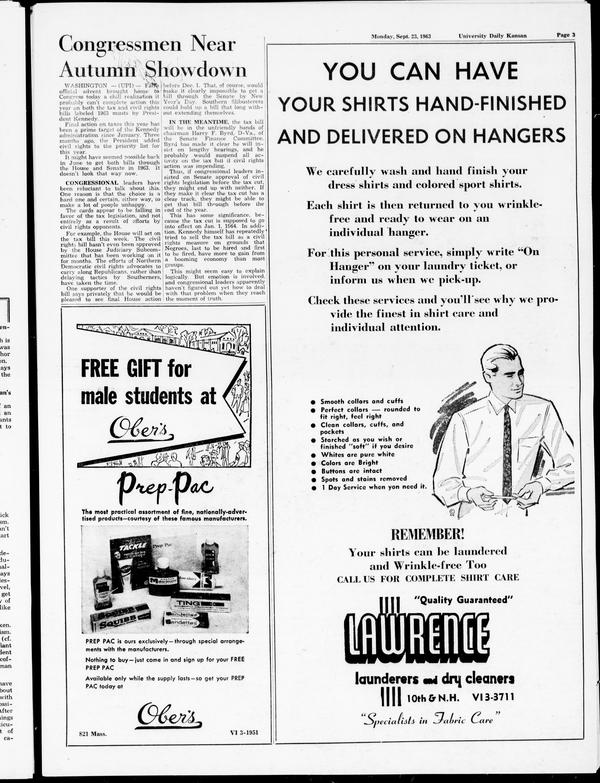 Monday, Sept. 23, 1963 University Daily Kansan Page 3
Congressmen Near
Autumn Showdown
WASHINGTON — (UPI) —
official advent brought home to
Congress today a chill realization it
probably can't complete action this
year on both the tax and civil rights
bills labeled 1963 musts by Presi-
dent Kennedy.
Final action on taxes this year has
been a prime target of the Kennedy
administration since January. Three
months ago, the President added
civil rights to the priority list for
this year.
It might have seemed possible back
in June to get both bills through
the House and Senate in 1963. It
doesn't look that way now.
CONGRESSIONAL leaders have
been reluctant to talk about this.
One reason is that the choice is a
hard one and certain, either way, to
make a lot of people unhappy.
The cards appear to be falling in
favor of the tax legislation, and not
entirely as a result of efforts by
civil rights opponents.
For example, the House will set on
the tax bill this week. The civil
rights bill hasn't even been approved
by the House Judiciary Subcom-
mittee that has been working on it
for months. The efforts of Northern
Democratic civil rights advocates to
carry along Republicans, rather than
delaying tactics by Southerners,
have taken the time.
One supporter of the civil rights
bill says privately that he would be
pleased to see final House action
before Dec. 1. That, of course, would
make it clearly impossible to get a
bill through the Senate by New
Year's Day. Southern filibusterers
could hold up a bill that long with-
out extending themselves.
IN THE MEANTIME, the tax bill
will be in the unfriendly hands of
chairman Harry F. Byrd, D-Va., of
the Senate Finance Committee.
Byrd has made it clear he will in-
sist on lengthy hearings, and he
probably would suspend all ac-
tivity on the tax bill if civil rights
action was impending.
Thus, if congressional leaders in-
sisted on Senate approval of civil
rights legislation before the tax cut,
they might end up with neither. If
they make it clear the tax cut has a
clear track, they might be able to
get that bill through before the
end of the year.
This has some significance, be-
cause the tax cut is supposed to go
into effect on Jan. 1, 1964. In addi-
tion, Kennedy himself has repeatedly
tried to sell the tax bill as a civil
rights measure on grounds that
Negroes, last to be hired and first
to be fired, have more to gain from
a booming economy than most
groups.
This might seem easy to explain
logically. But emotion is involved,
and congressional leaders apparently
haven't figured out yet how to deal
with that problem when they reach
the moment of truth.
FREE GIFT for
male students at
Ober's
Prep-Pac
The most practical assortment of fine, nationally-adver-
tised products—courtesy of these famous manufacturers.
TACKLE
Prep Pac
SQUIBB
SQUIBB
TING
PREP PAC is ours exclusively—through special arrange-
ments with the manufacturers.
Nothing to buy—just come in and sign up for your FREE
PREP PAC
Available only while the supply lasts—so get your PREP
PAC today at
Ober's
821 Mass. VI 3-1951
YOU CAN HAVE
YOUR SHIRTS HAND-FINISHED
AND DELIVERED ON HANGERS
We carefully wash and hand finish your
dress shirts and colored sport shirts.
Each shirt is then returned to you wrinkle-
free and ready to wear on an
individual hanger.
For this personal service, simply write "On
Hanger" on your laundry ticket, or
inform us when we pick-up.
Check these services and you'll see why we pro-
vide the finest in shirt care and
individual attention.
● Smooth collars and cuffs
● Perfect collars — rounded to
fit right, feel right
● Clean collars, cuffs, and
pockets
● Starched as you wish or
finished "soft" if you desire
● Whites are pure white
● Colors are Bright
● Buttons are intact
● Spots and stains removed
● 1 Day Service when you need it.
REMEMBER!
Your shirts can be laundered
and Wrinkle-free Too
CALL US FOR COMPLETE SHIRT CARE
"Quality Guaranteed"
LAWRENCE
launderers and dry cleaners
10th & N.H. VI 3-3711
"Specialists in Fabric Care"